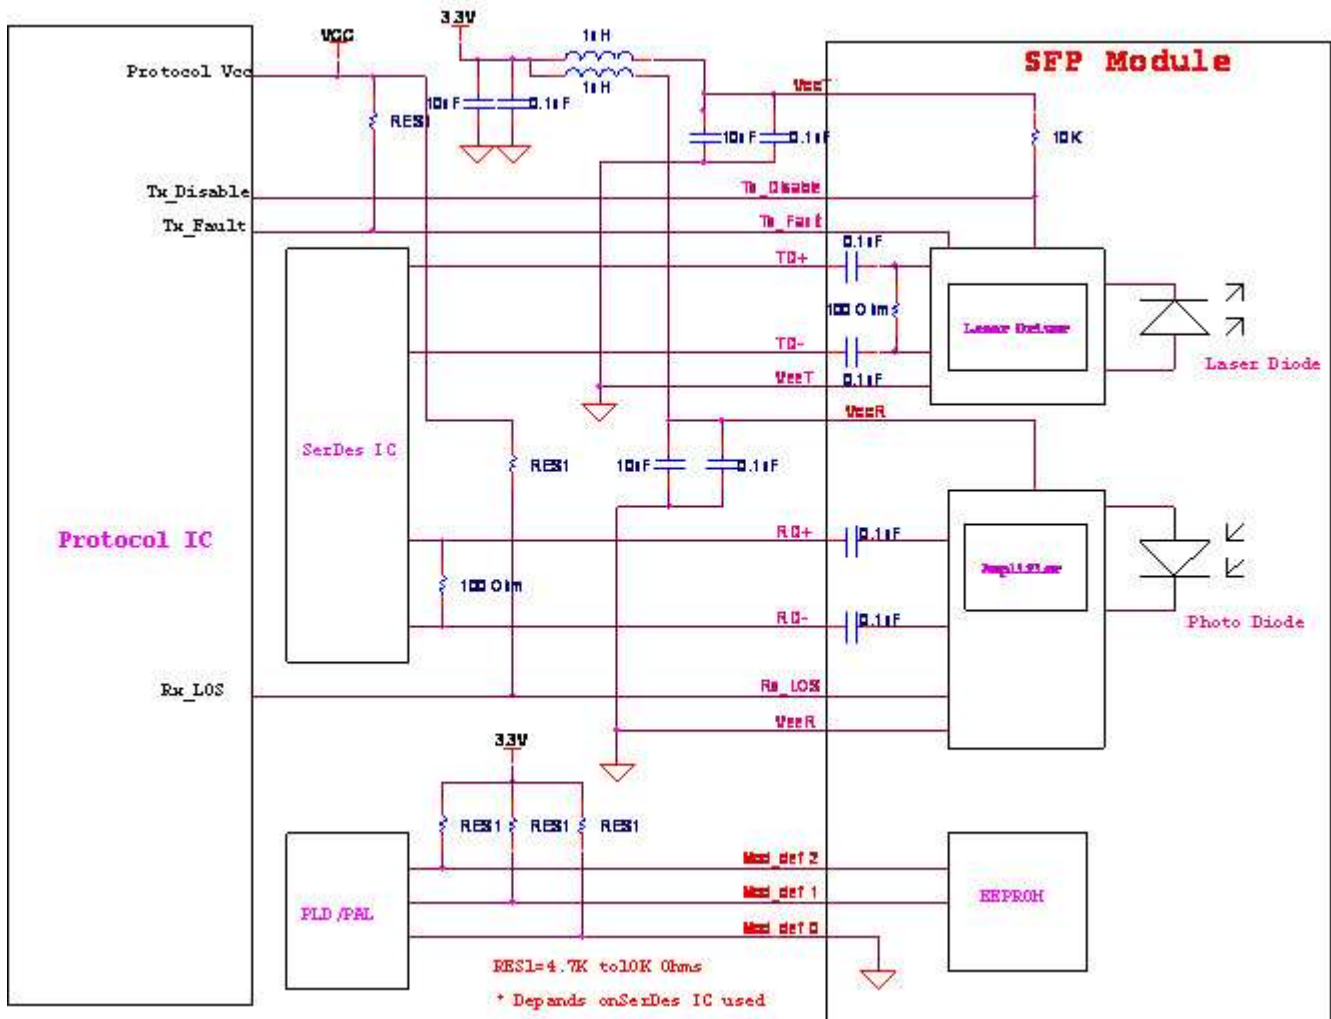 3.3V
1uH
VCC
SFP Module
Protocol Vcc
1uH
VccT
10uF
0.1uF
RES1
10uF
0.1uF
10K
Tx_Disable
Tx_Disable
Tx_Fault
Tx_Fault
0.1uF
TD+
100 Ohm
Laser Driver
TD-
Laser Diode
VeeT
0.1uF
VccR
SerDes IC
RES1
10uF
0.1uF
Protocol IC
RD+
0.1uF
Amplifier
100 Ohm
RD-
0.1uF
Photo Diode
Rx_LOS
Rx_LOS
VeeR
3.3V
RES1
RES1
RES1
Mod_def 2
PLD/PAL
Mod_def 1
EEPROM
Mod_def 0
RES1=4.7K to10K Ohms
* Depands onSerDes IC used